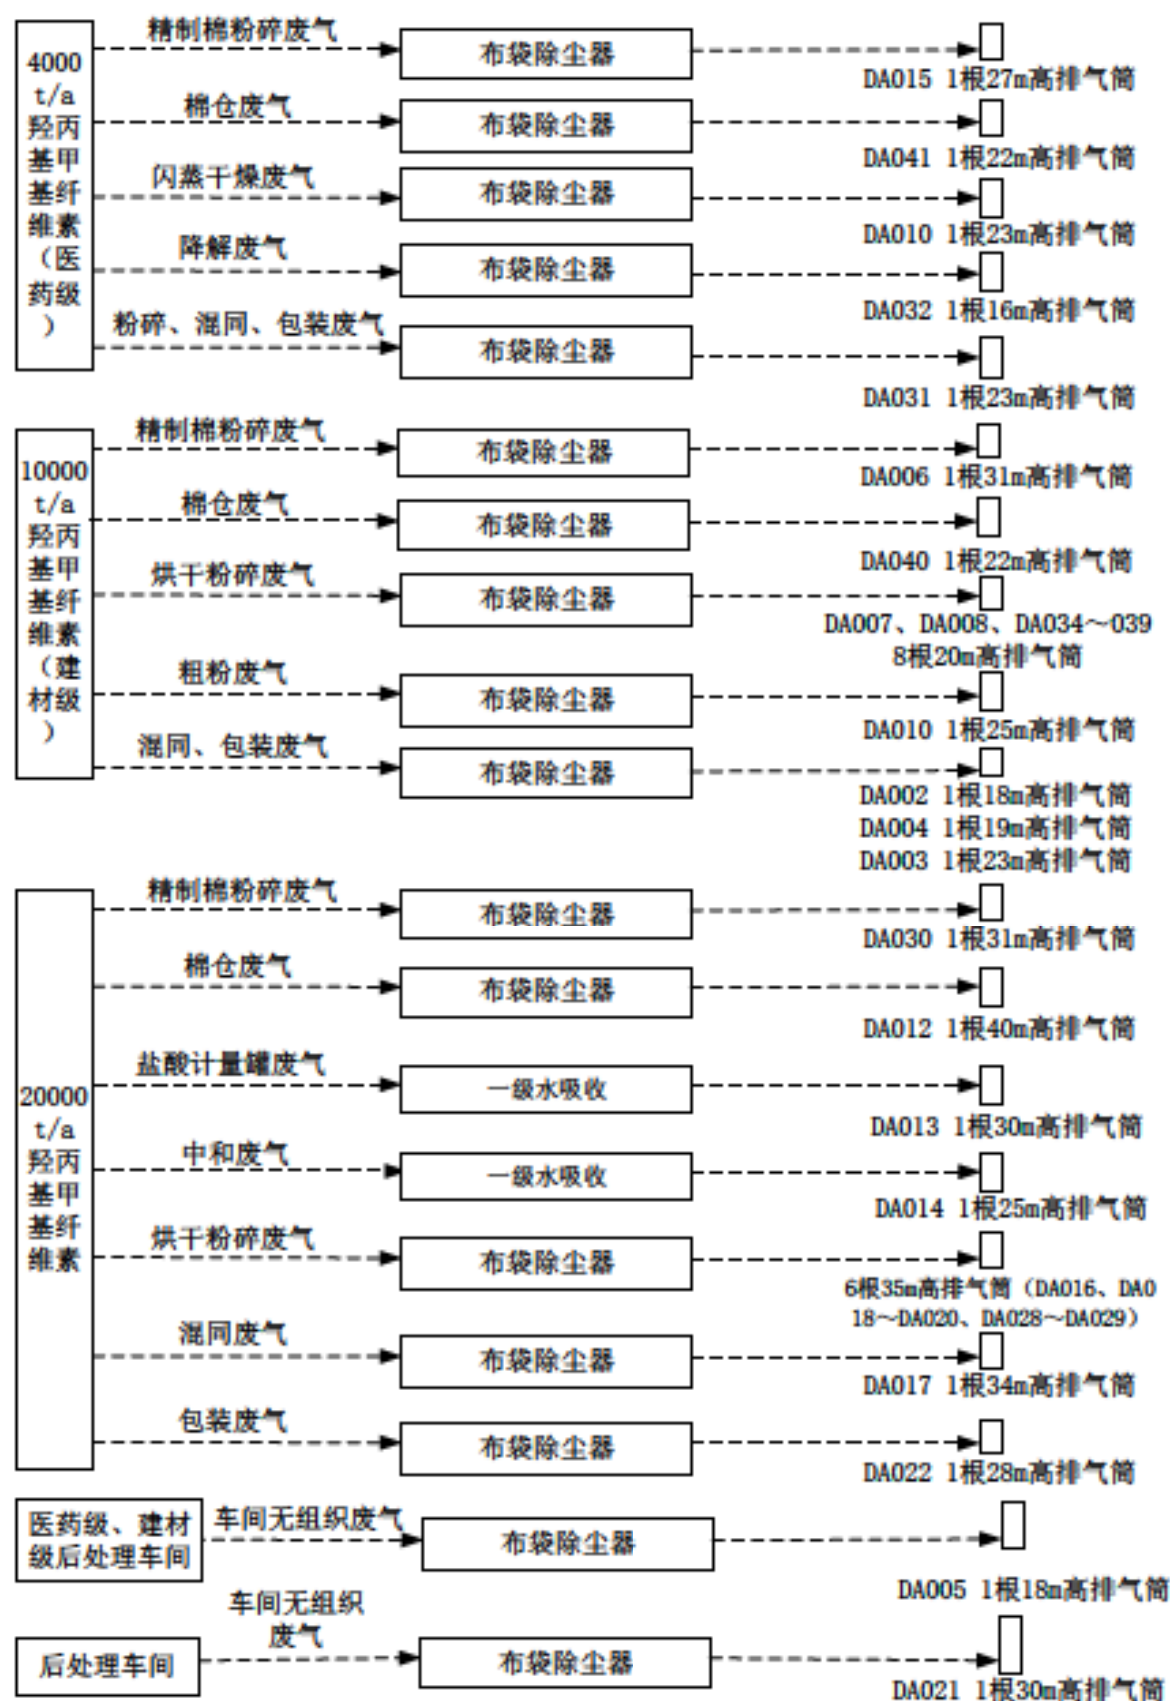 4000
t/a
羟丙
基甲
基纤
维素
（医
药级
）
精制棉粉碎废气
布袋除尘器
DA015 1根27m高排气筒
棉仓废气
布袋除尘器
DA041 1根22m高排气筒
闪蒸干燥废气
布袋除尘器
DA010 1根23m高排气筒
降解废气
布袋除尘器
DA032 1根16m高排气筒
粉碎、混同、包装废气
布袋除尘器
DA031 1根23m高排气筒
10000
t/a
羟丙
基甲
基纤
维素
（建
材级
）
精制棉粉碎废气
布袋除尘器
DA006 1根31m高排气筒
棉仓废气
布袋除尘器
DA040 1根22m高排气筒
烘干粉碎废气
布袋除尘器
DA007、DA008、DA034～039
8根20m高排气筒
粗粉废气
布袋除尘器
DA010 1根25m高排气筒
混同、包装废气
布袋除尘器
DA002 1根18m高排气筒
DA004 1根19m高排气筒
DA003 1根23m高排气筒
20000
t/a
羟丙
基甲
基纤
维素
精制棉粉碎废气
布袋除尘器
DA030 1根31m高排气筒
棉仓废气
布袋除尘器
DA012 1根40m高排气筒
盐酸计量罐废气
一级水吸收
DA013 1根30m高排气筒
中和废气
一级水吸收
DA014 1根25m高排气筒
烘干粉碎废气
布袋除尘器
6根35m高排气筒（DA016、DA0
18～DA020、DA028～DA029）
混同废气
布袋除尘器
DA017 1根34m高排气筒
包装废气
布袋除尘器
DA022 1根28m高排气筒
医药级、建材
级后处理车间
车间无组织废气
布袋除尘器
DA005 1根18m高排气筒
后处理车间
车间无组织
废气
布袋除尘器
DA021 1根30m高排气筒